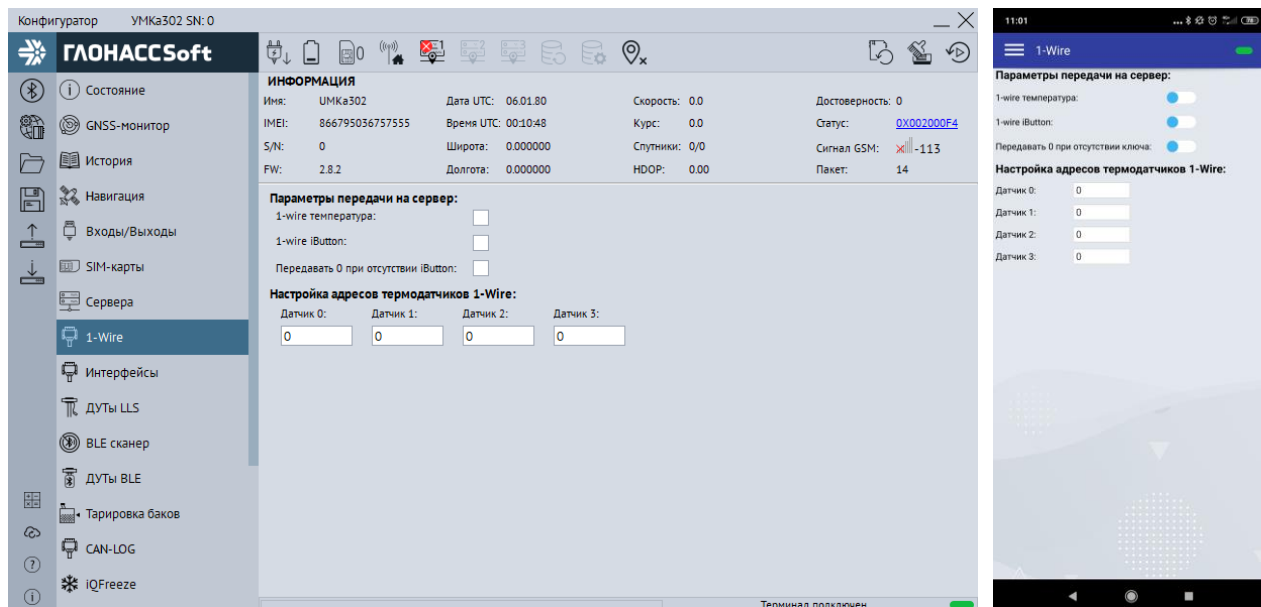 Конфигуратор УМКа302 SN: 0
ГЛОНАССSoft
0
1
2
Состояние
GNSS-монитор
История
Навигация
Входы/Выходы
SIM-карты
Сервера
1-Wire
Интерфейсы
ДУТы LLS
BLE сканер
ДУТы BLE
Тарировка баков
CAN-LOG
iQFreeze
ИНФОРМАЦИЯ
Имя: UMKa302 Дата UTC: 06.01.80 Скорость: 0.0 Достоверность: 0
IMEI: 866795036757555 Время UTC: 00:10:48 Курс: 0.0 Статус: 0X002000F4
S/N: 0 Широта: 0.000000 Спутники: 0/0 Сигнал GSM: -113
FW: 2.8.2 Долгота: 0.000000 HDOP: 0.00 Пакет: 14
Параметры передачи на сервер:
1-wire температура:
1-wire iButton:
Передавать 0 при отсутствии iButton:
Настройка адресов термодатчиков 1-Wire:
Датчик 0: Датчик 1: Датчик 2: Датчик 3:
0 0 0 0
Терминал подключен
11:01 ... 78
1-Wire
Параметры передачи на сервер:
1-wire температура:
1-wire iButton:
Передавать 0 при отсутствии ключа:
Настройка адресов термодатчиков 1-Wire:
Датчик 0: 0
Датчик 1: 0
Датчик 2: 0
Датчик 3: 0